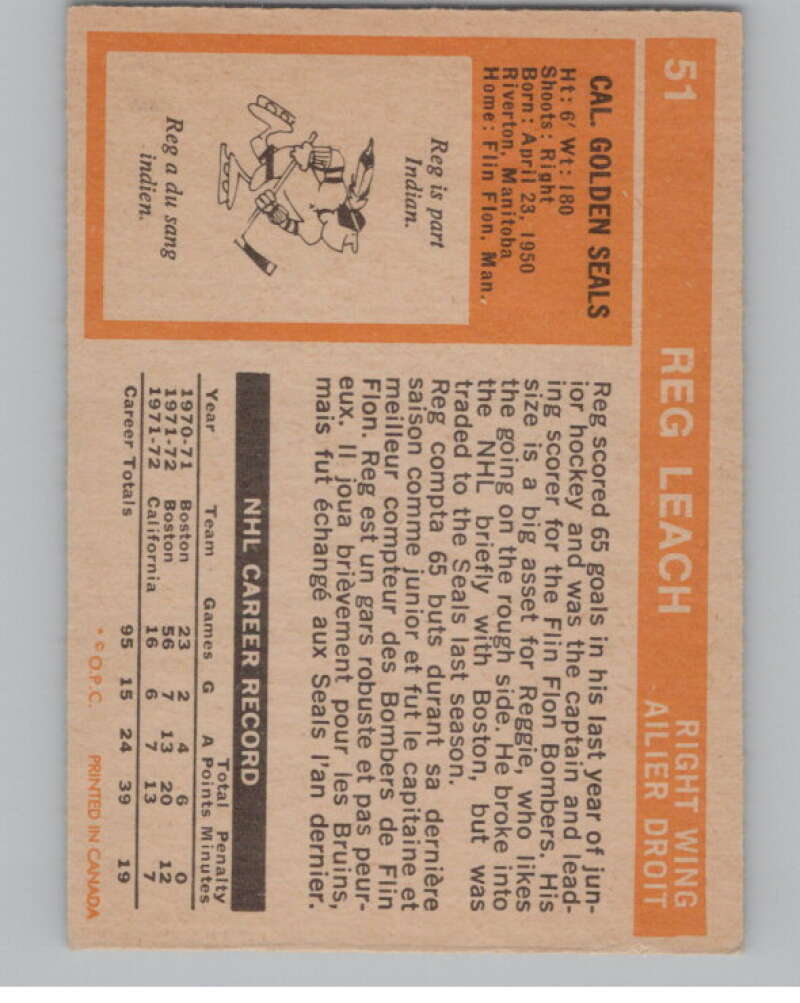 51 REG LEACH RIGHT WING
AILIER DROIT
CAL. GOLDEN SEALS
Ht: 6' Wt: 180
Shoots: Right
Born: April 23, 1950
Riverton, Manitoba
Home: Flin Flon, Man.
Reg is part
Indian.
Reg a du sang
indien.
Reg scored 65 goals in his last year of jun-
ior hockey and was the captain and lead-
ing scorer for the Flin Flon Bombers. His
size is a big asset for Reggie, who likes
the going on the rough side. He broke into
the NHL briefly with Boston, but was
traded to the Seals last season.
Reg compta 65 buts durant sa dernière
saison comme junior et fut le capitaine et
meilleur compteur des Bombers de Flin
Flon. Reg est un gars robuste et pas peur-
eux. Il joua brièvement pour les Bruins,
mais fut échangé aux Seals l'an dernier.
NHL CAREER RECORD
Total Penalty
Year Team Games G A Points Minutes
1970-71 Boston 23 2 4 6 0
1971-72 Boston 56 7 13 20 12
1971-72 California 16 6 7 13 7
Career Totals 95 15 24 39 19
* © O.P.C. PRINTED IN CANADA